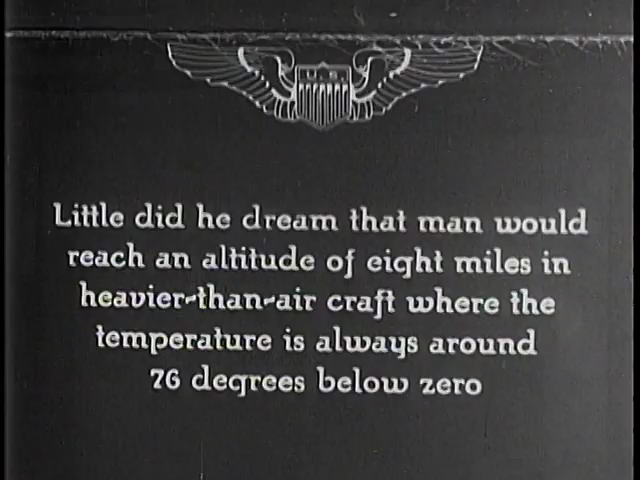 U.S.
Little did he dream that man would
reach an altitude of eight miles in
heavier-than-air craft where the
temperature is always around
76 degrees below zero